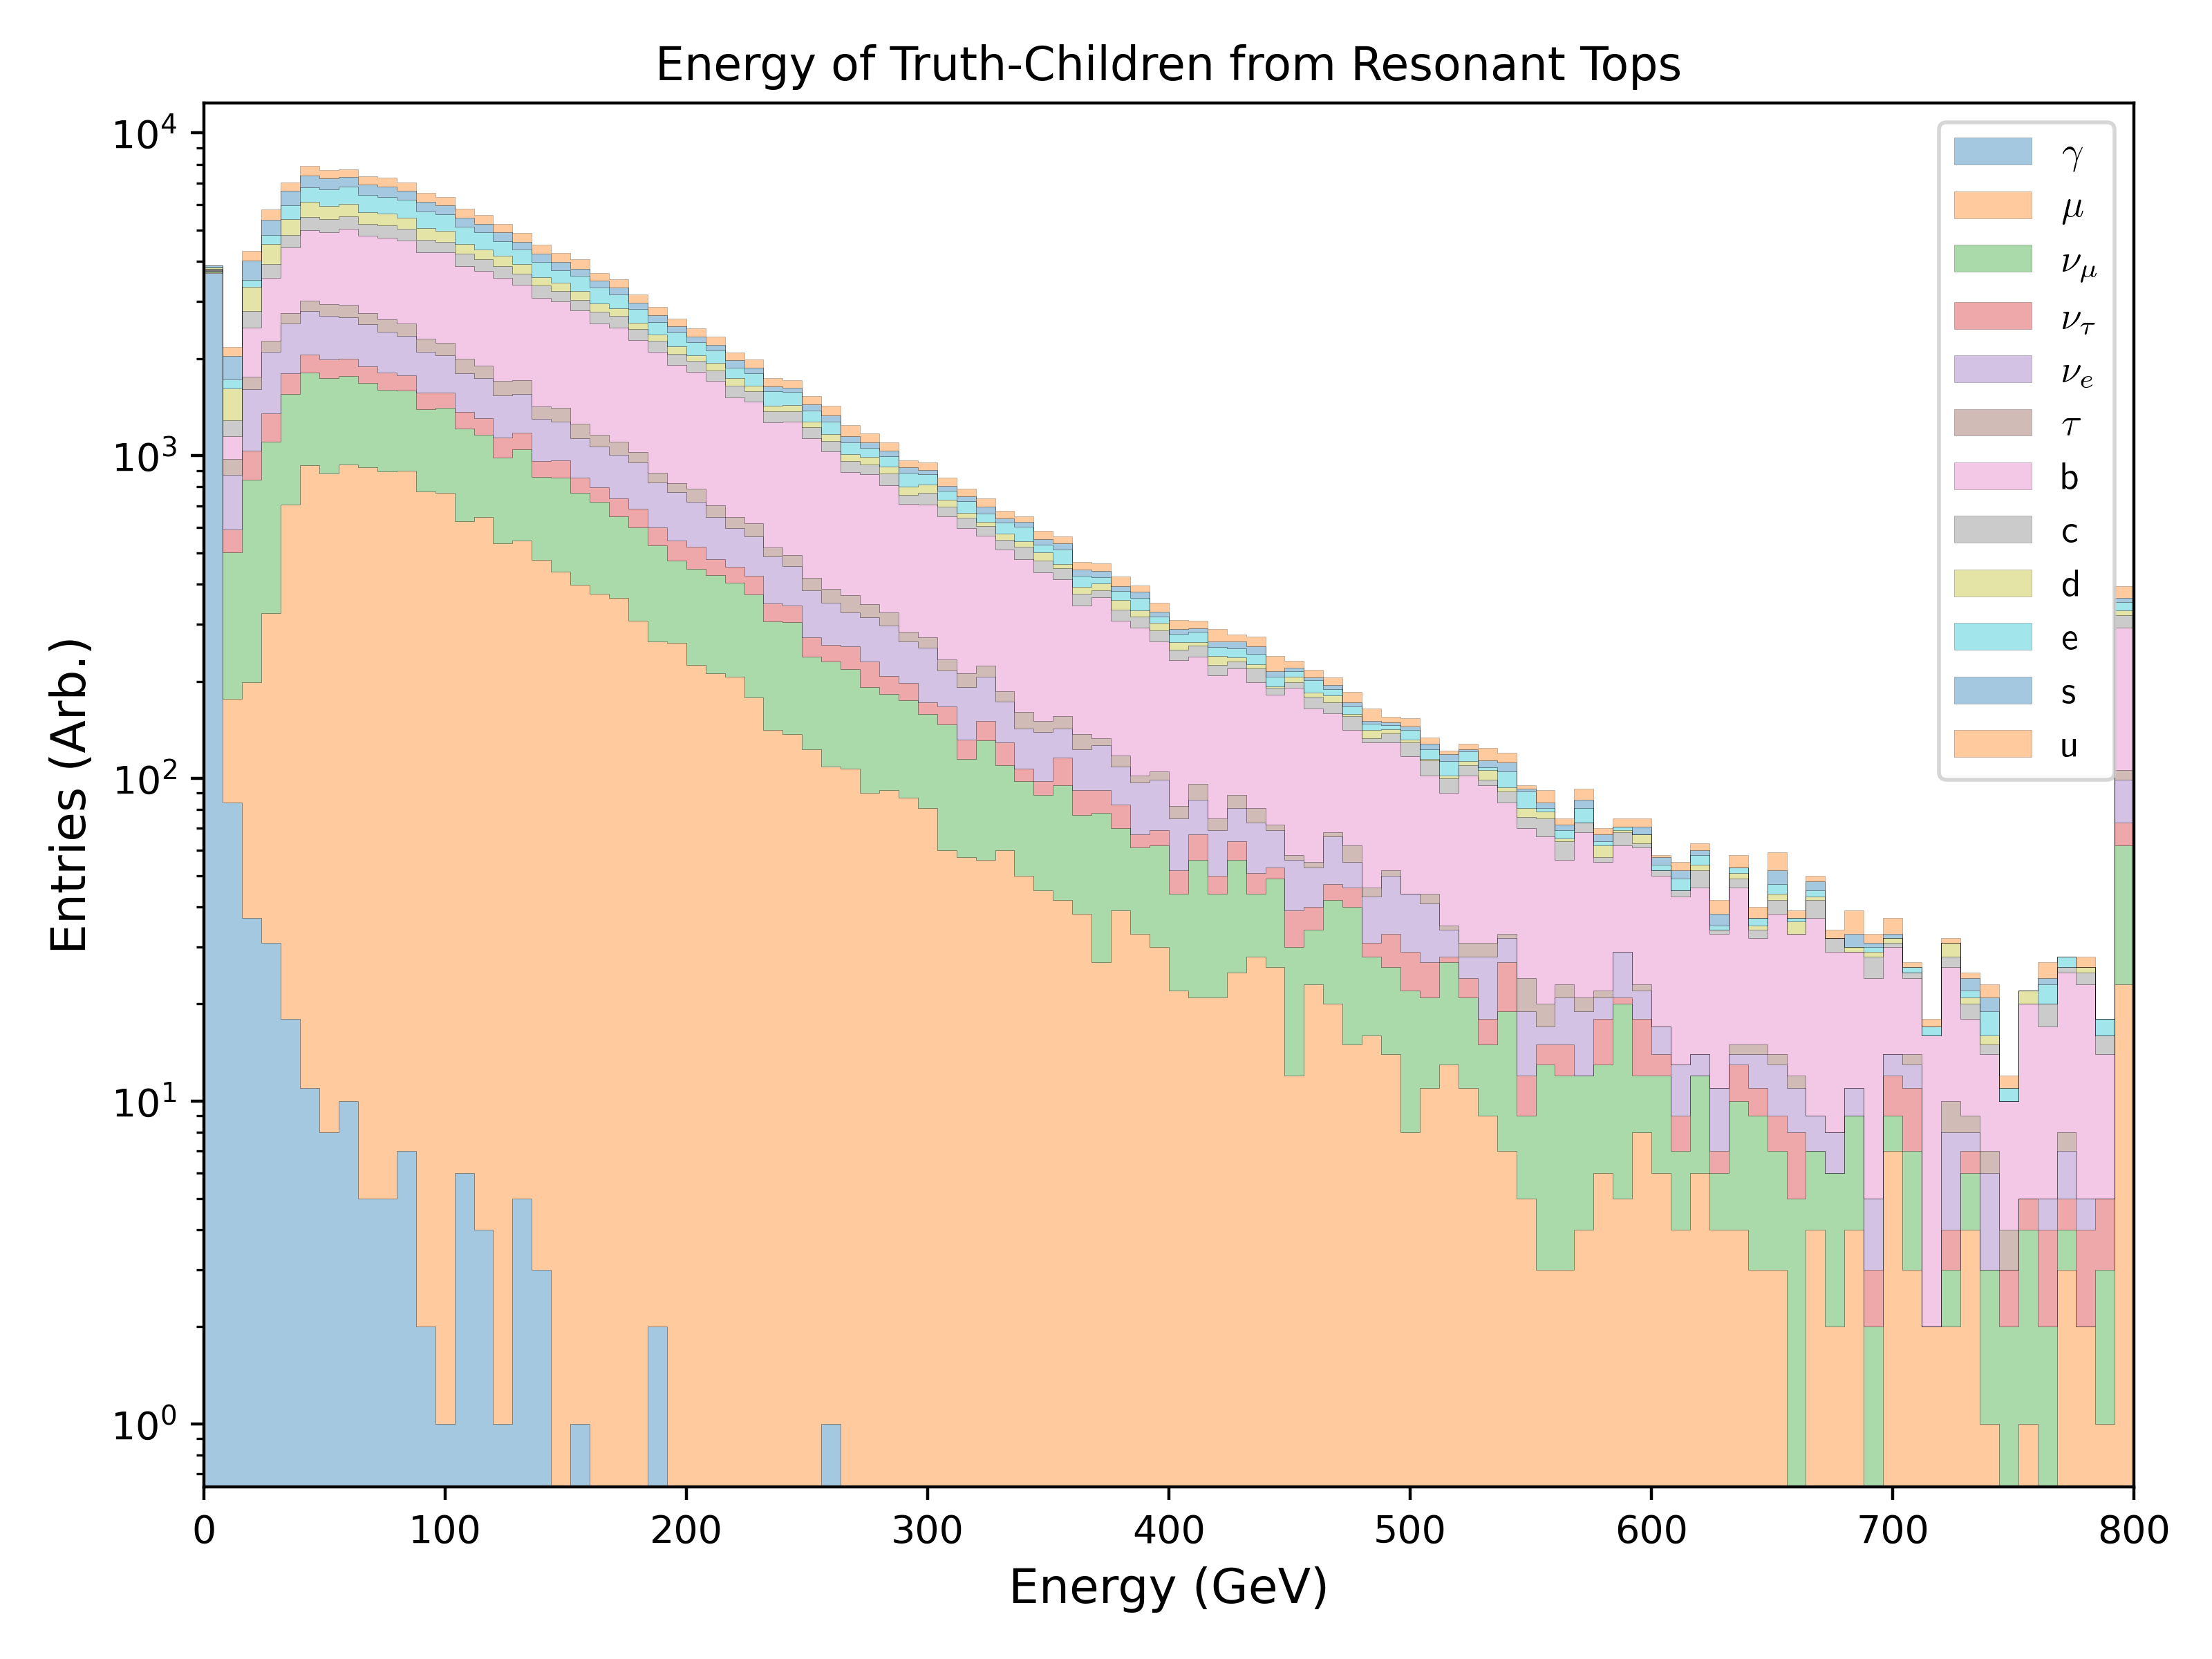 Energy of Truth-Children from Resonant Tops
10⁴
10³
10²
10¹
10⁰
Entries (Arb.)
γ
μ
ν_μ
ν_τ
ν_e
τ
b
c
d
e
s
u
0 100 200 300 400 500 600 700 800
Energy (GeV)